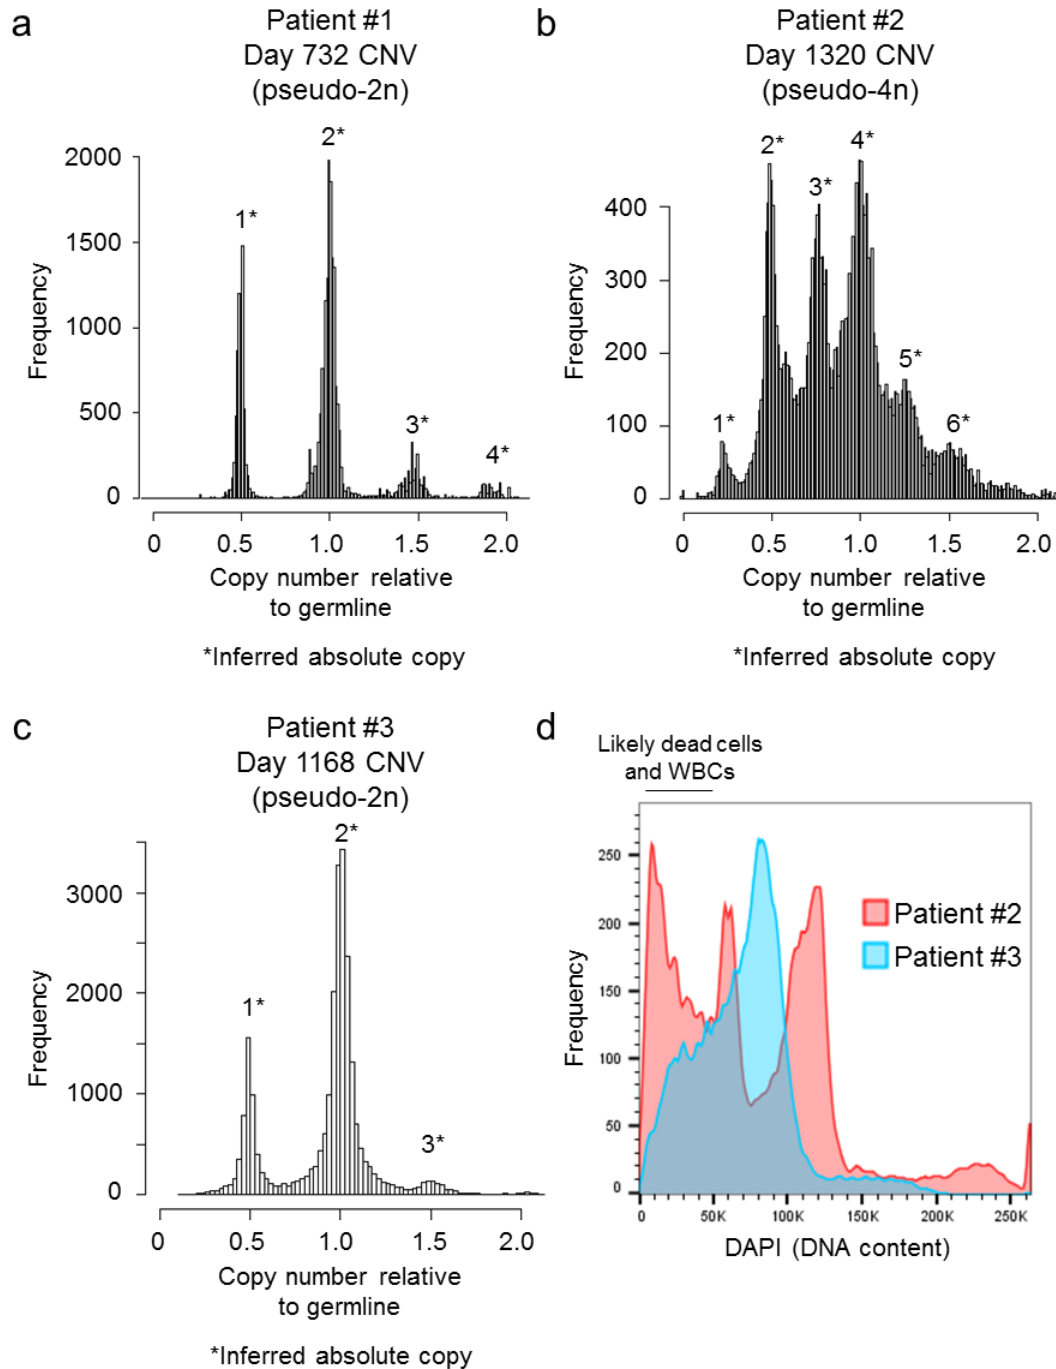 a
Patient #1
Day 732 CNV
(pseudo-2n)
Frequency
2000
1500
1000
500
0
1*
2*
3*
4*
0 0.5 1.0 1.5 2.0
Copy number relative
to germline
*Inferred absolute copy
b
Patient #2
Day 1320 CNV
(pseudo-4n)
Frequency
400
300
200
100
0
1*
2*
3*
4*
5*
6*
0 0.5 1.0 1.5 2.0
Copy number relative
to germline
*Inferred absolute copy
c
Patient #3
Day 1168 CNV
(pseudo-2n)
Frequency
3000
2000
1000
0
1*
2*
3*
0 0.5 1.0 1.5 2.0
Copy number relative
to germline
*Inferred absolute copy
d
Likely dead cells
and WBCs
Frequency
250
200
150
100
50
0
Patient #2
Patient #3
0 50K 100K 150K 200K 250K
DAPI (DNA content)